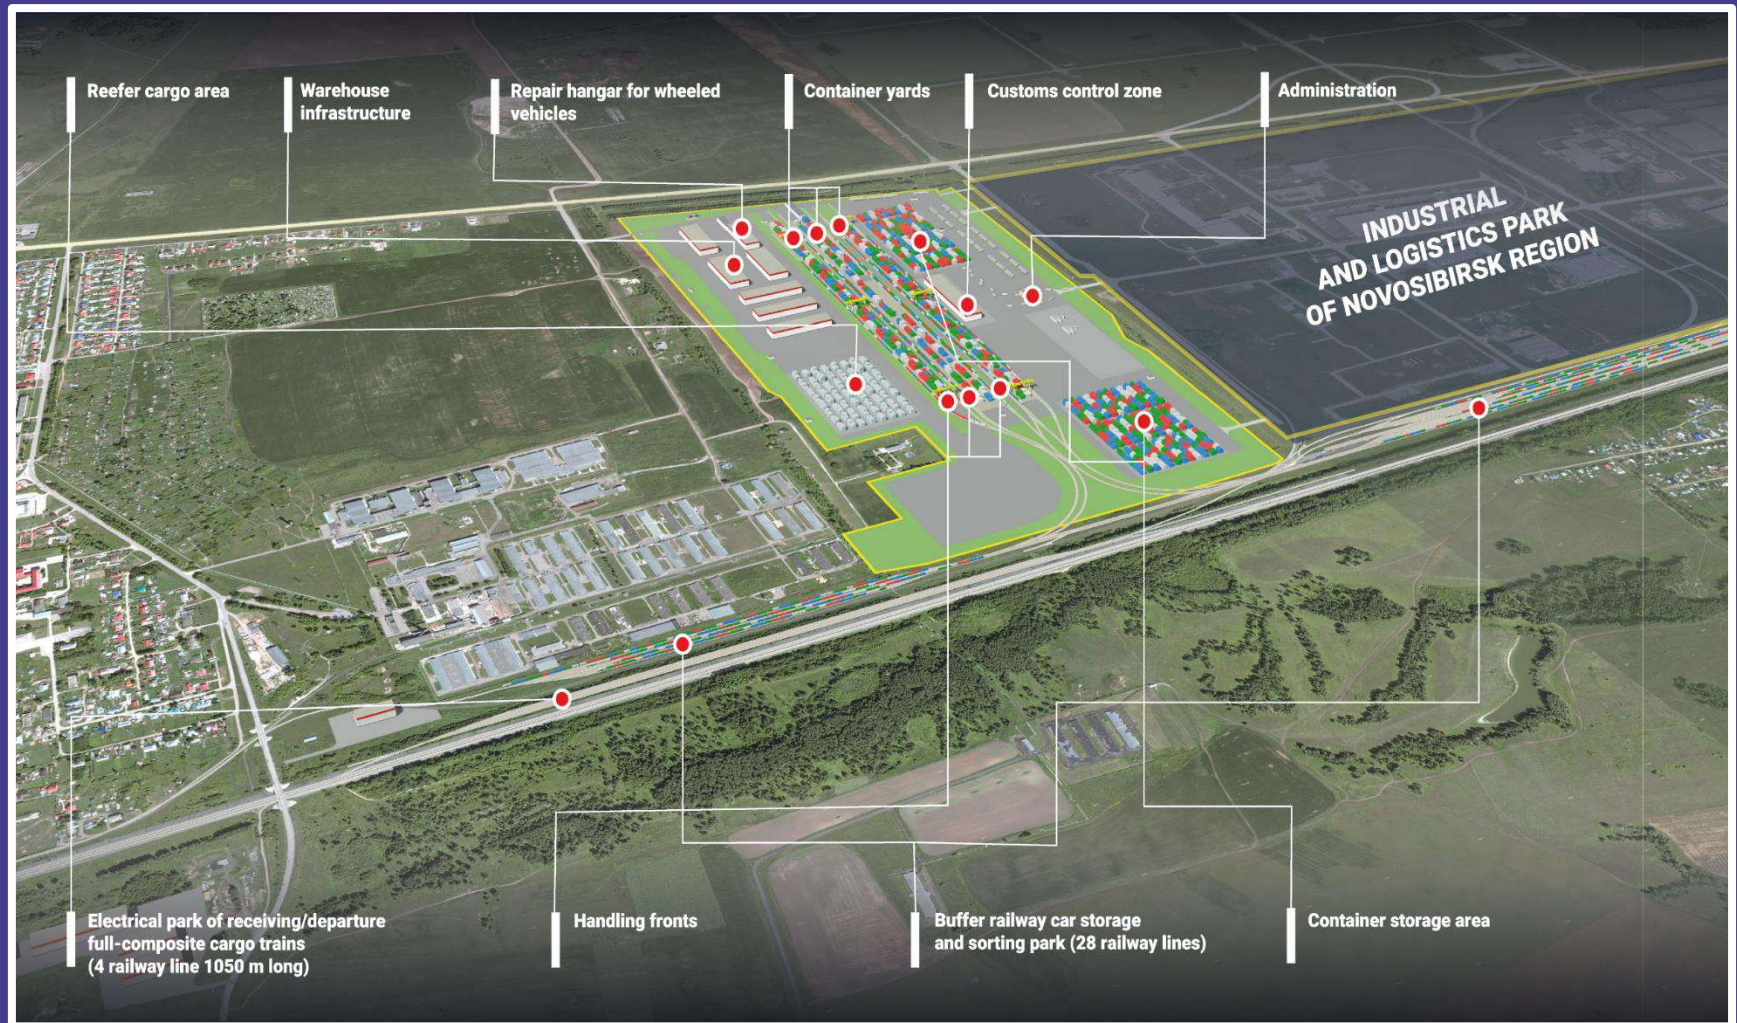 Reefer cargo area
Warehouse
infrastructure
Repair hangar for wheeled
vehicles
Container yards
Customs control zone
Administration
INDUSTRIAL
AND LOGISTICS PARK
OF NOVOSIBIRSK REGION
Electrical park of receiving/departure
full-composite cargo trains
(4 railway line 1050 m long)
Handling fronts
Buffer railway car storage
and sorting park (28 railway lines)
Container storage area